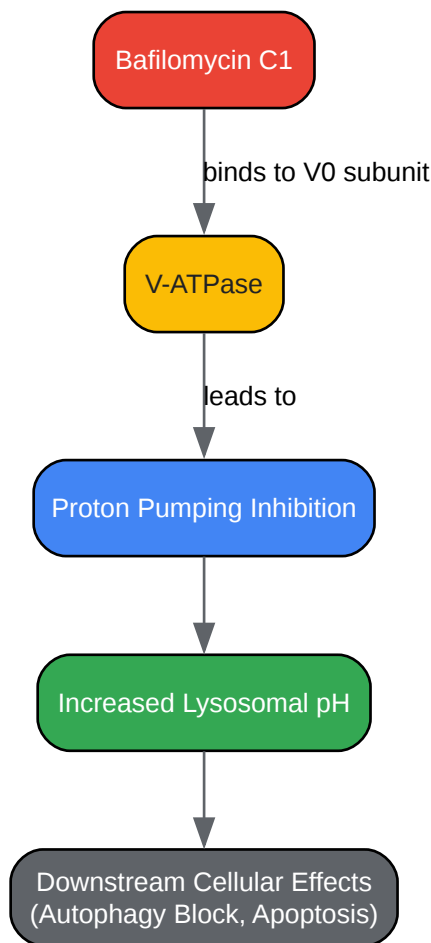 Bafilomycin C1
binds to V0 subunit
V-ATPase
leads to
Proton Pumping Inhibition
Increased Lysosomal pH
Downstream Cellular Effects
(Autophagy Block, Apoptosis)